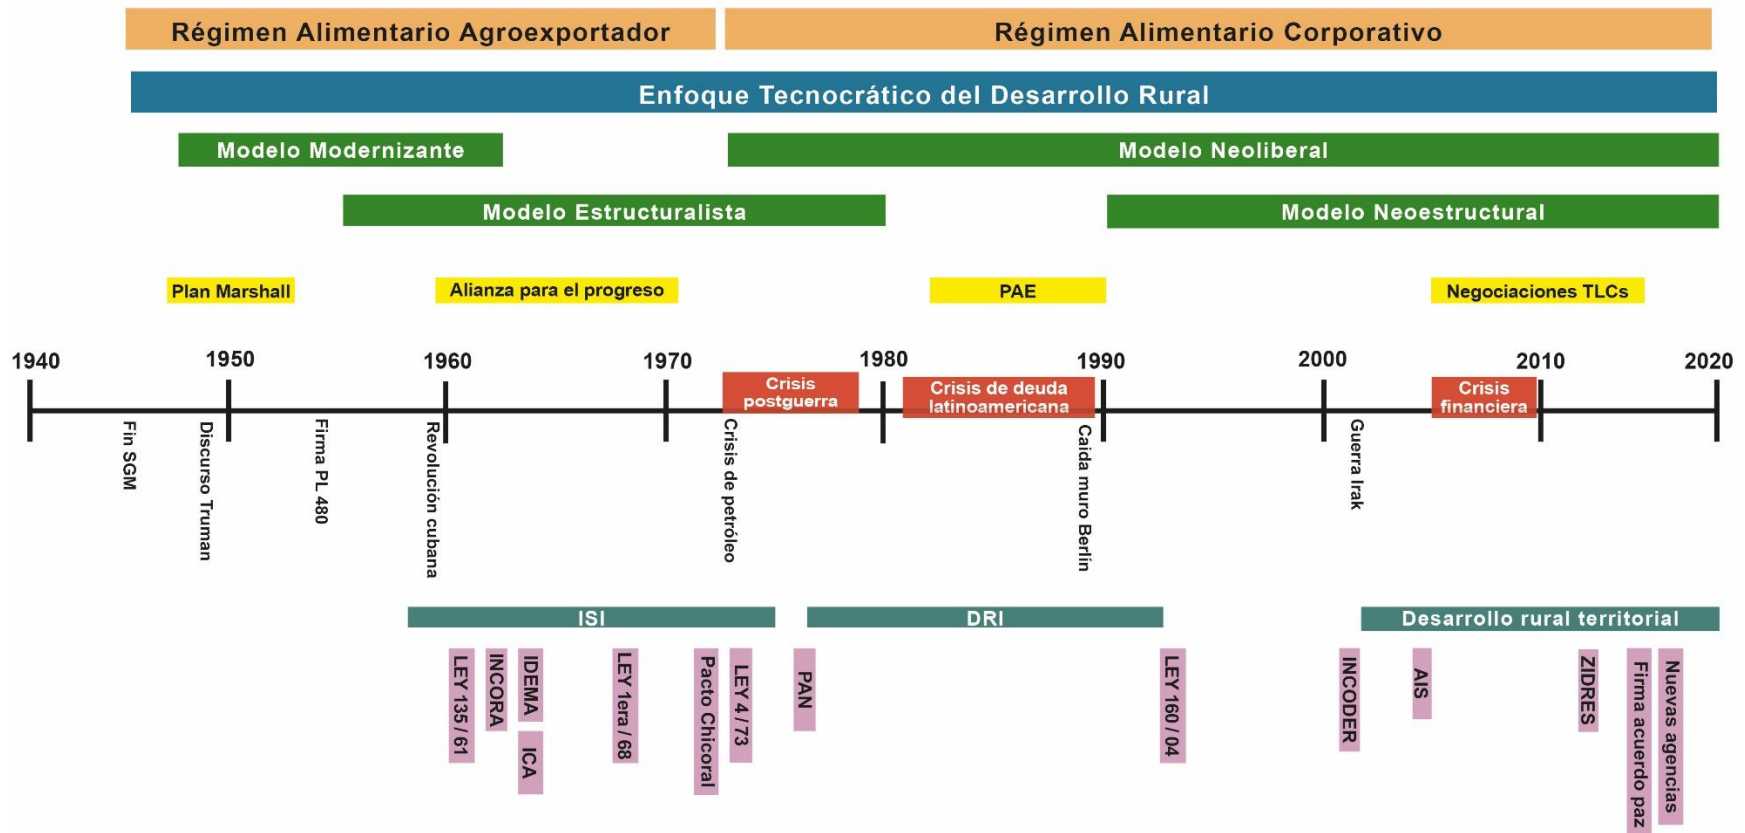 Régimen Alimentario Agroexportador
Régimen Alimentario Corporativo
Enfoque Tecnocrático del Desarrollo Rural
Modelo Modernizante
Modelo Neoliberal
Modelo Estructuralista
Modelo Neoestructural
Plan Marshall
Alianza para el progreso
PAE
Negociaciones TLCs
1940
1950
1960
1970
1980
1990
2000
2010
2020
Crisis
postguerra
Crisis de deuda
latinoamericana
Crisis
financiera
Fin SGM
Discurso Truman
Firma PL 480
Revolución cubana
Crisis de petróleo
Caida muro Berlín
Guerra Irak
ISI
DRI
Desarrollo rural territorial
LEY 135 / 61
INCORA
IDEMA
ICA
LEY 1era / 68
Pacto Chicoral
LEY 4 / 73
PAN
LEY 160 / 04
INCODER
AIS
ZIDRES
Firma acuerdo paz
Nuevas agencias